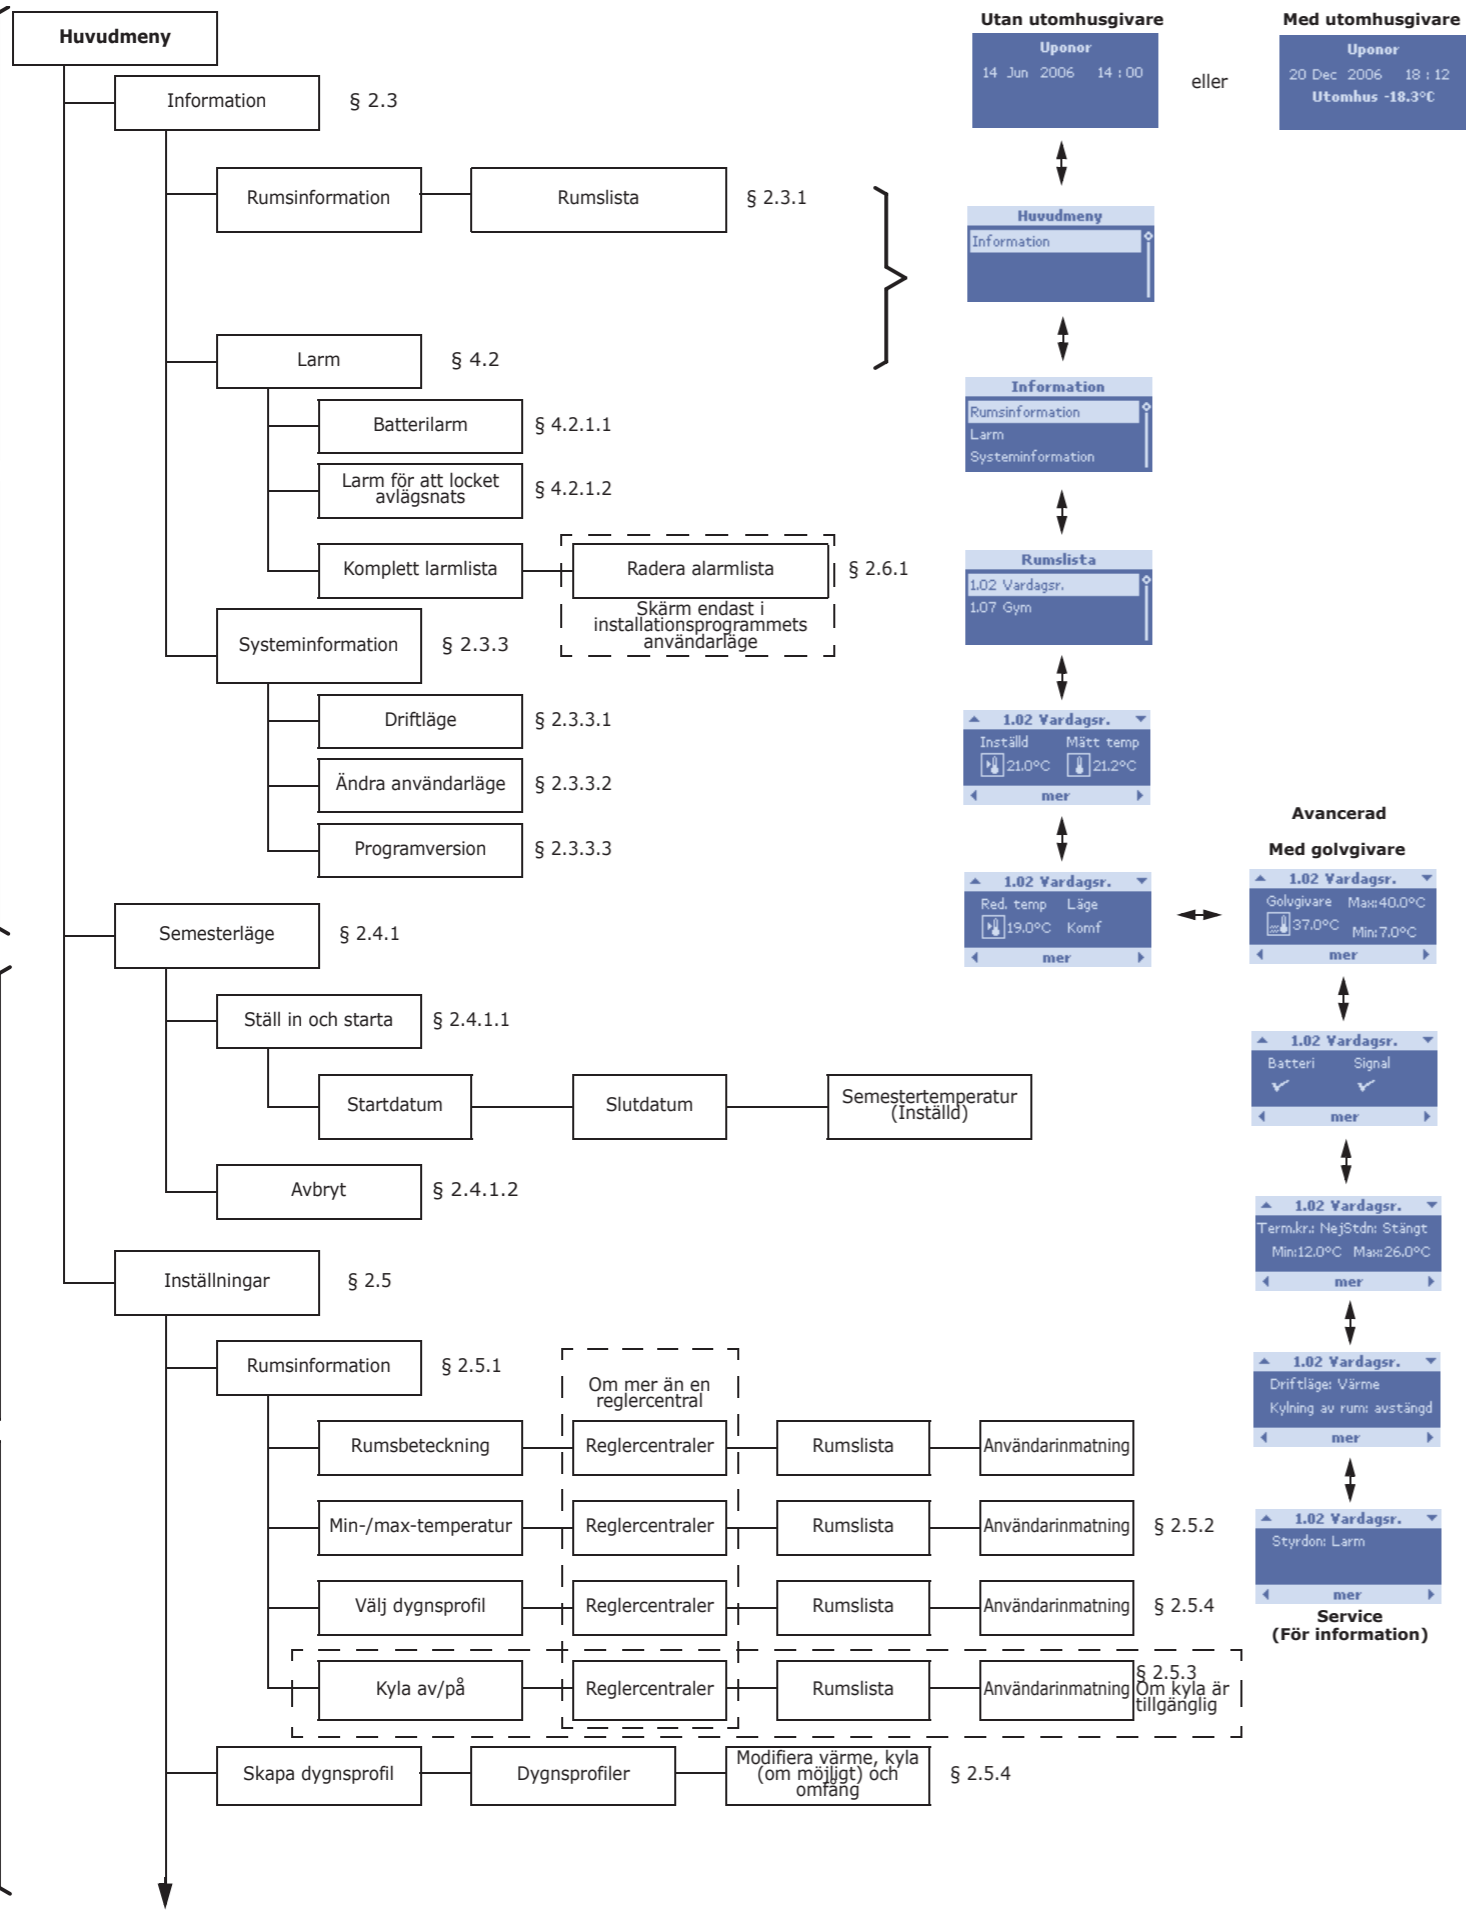 Huvudmeny
Information
§ 2.3
Rumsinformation
Rumslista
§ 2.3.1
Larm
§ 4.2
Batterilarm
§ 4.2.1.1
Larm för att locket
avlägsnats
§ 4.2.1.2
Komplett larmlista
Radera alarmlista
§ 2.6.1
Skärm endast i
installationsprogrammets
användarläge
Systeminformation
§ 2.3.3
Driftläge
§ 2.3.3.1
Ändra användarläge
§ 2.3.3.2
Programversion
§ 2.3.3.3
Semesterläge
§ 2.4.1
Ställ in och starta
§ 2.4.1.1
Startdatum
Slutdatum
Semestertemperatur
(Inställd)
Avbryt
§ 2.4.1.2
Inställningar
§ 2.5
Rumsinformation
§ 2.5.1
Om mer än en
reglercentral
Rumsbeteckning
Reglercentraler
Rumslista
Användarinmatning
Min-/max-temperatur
Reglercentraler
Rumslista
Användarinmatning
§ 2.5.2
Välj dygnsprofil
Reglercentraler
Rumslista
Användarinmatning
§ 2.5.4
Kyla av/på
Reglercentraler
Rumslista
Användarinmatning
§ 2.5.3
Om kyla är
tillgänglig
Skapa dygnsprofil
Dygnsprofiler
Modifiera värme, kyla
(om möjligt) och
omfång
§ 2.5.4
Utan utomhusgivare
Uponor
14 Jun 2006 14:00
eller
Med utomhusgivare
Uponor
20 Dec 2006 18:12
Utomhus -18.3°C
Huvudmeny
Information
Information
Rumsinformation
Larm
Systeminformation
Rumslista
1.02 Vardagsr.
1.07 Gym
1.02 Vardagsr.
Inställd Mätt temp
21.0°C 21.2°C
mer
1.02 Vardagsr.
Red. temp Läge
19.0°C Komf
mer
Avancerad
Med golvgivare
1.02 Vardagsr.
Golvgivare Max:40.0°C
37.0°C Min:7.0°C
mer
1.02 Vardagsr.
Batteri Signal
mer
1.02 Vardagsr.
Term.kr.: NejStdn: Stängt
Min:12.0°C Max:26.0°C
mer
1.02 Vardagsr.
Driftläge: Värme
Kylning av rum: avstängd
mer
1.02 Vardagsr.
Styrdon: Larm
mer
Service
(För information)